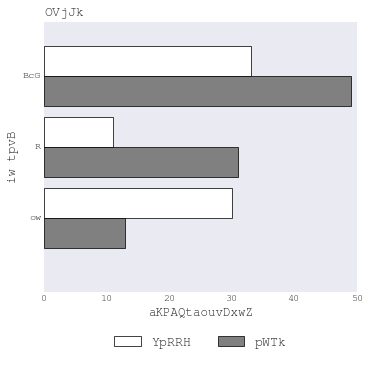 OVjJk
iw tpvB
BcG
R
ow
0 10 20 30 40 50
aKPAQtaouvDxwZ
YpRRH pWTk